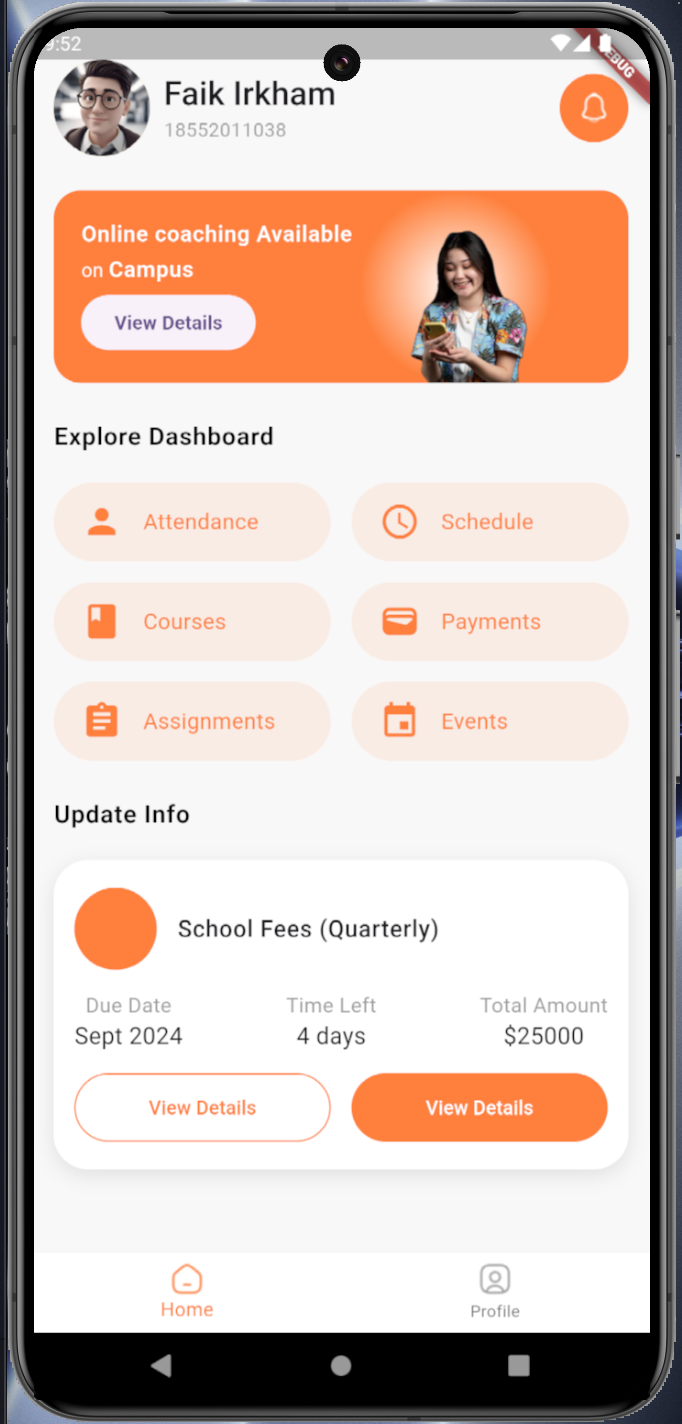 9:52
DEBUG
Faik Irkham
18552011038
Online coaching Available
on Campus
View Details
Explore Dashboard
Attendance
Schedule
Courses
Payments
Assignments
Events
Update Info
School Fees (Quarterly)
Due Date
Time Left
Total Amount
Sept 2024
4 days
$25000
View Details
View Details
Home
Profile